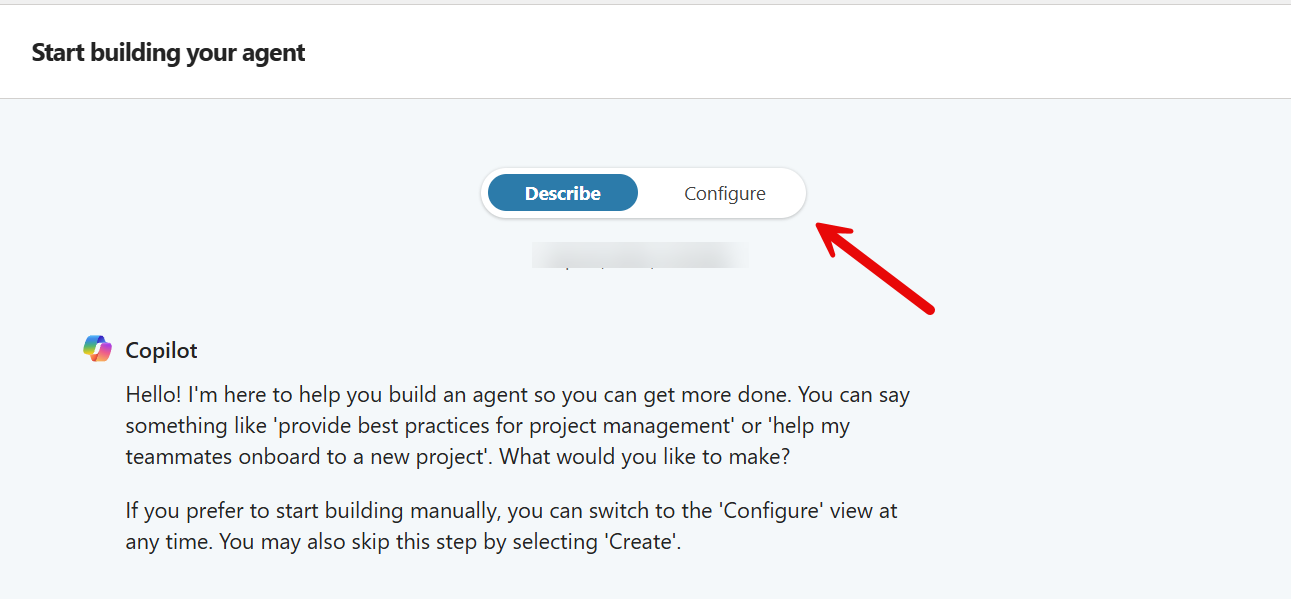 Start building your agent
Describe
Configure
Copilot
Hello! I'm here to help you build an agent so you can get more done. You can say
something like 'provide best practices for project management' or 'help my
teammates onboard to a new project'. What would you like to make?
If you prefer to start building manually, you can switch to the 'Configure' view at
any time. You may also skip this step by selecting 'Create'.